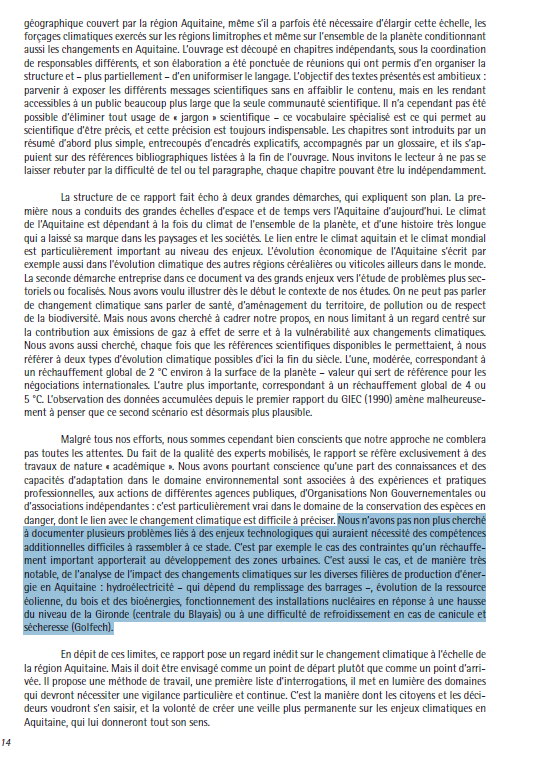 géographique couvert par la région Aquitaine, même s'il a parfois été nécessaire d'élargir cette échelle, les
forçages climatiques exercés sur les régions limitrophes et même sur l'ensemble de la planète conditionnant
aussi les changements en Aquitaine. L'ouvrage est découpé en chapitres indépendants, sous la coordination
de responsables différents, et son élaboration a été ponctuée de réunions qui ont permis d'en organiser la
structure et – plus partiellement – d'en uniformiser le langage. L'objectif des textes présentés est ambitieux :
parvenir à exposer les différents messages scientifiques sans en affaiblir le contenu, mais en les rendant
accessibles à un public beaucoup plus large que la seule communauté scientifique. Il n'a cependant pas été
possible d'éliminer tout usage de « jargon » scientifique – ce vocabulaire spécialisé est ce qui permet au
scientifique d'être précis, et cette précision est toujours indispensable. Les chapitres sont introduits par un
résumé d'abord plus simple, entrecoupés d'encadrés explicatifs, accompagnés par un glossaire, et ils s'ap-
puient sur des références bibliographiques listées à la fin de l'ouvrage. Nous invitons le lecteur à ne pas se
laisser rebuter par la difficulté de tel ou tel paragraphe, chaque chapitre pouvant être lu indépendamment.
La structure de ce rapport fait écho à deux grandes démarches, qui expliquent son plan. La pre-
mière nous a conduits des grandes échelles d'espace et de temps vers l'Aquitaine d'aujourd'hui. Le climat
de l'Aquitaine est dépendant à la fois du climat de l'ensemble de la planète, et d'une histoire très longue
qui a laissé sa marque dans les paysages et les sociétés. Le lien entre le climat aquitain et le climat mondial
est particulièrement important au niveau des enjeux. L'évolution économique de l'Aquitaine s'écrit par
exemple aussi dans l'évolution climatique des autres régions céréalières ou viticoles ailleurs dans le monde.
La seconde démarche entreprise dans ce document va des grands enjeux vers l'étude de problèmes plus sec-
toriels ou focalisés. Nous avons voulu illustrer dès le début le contexte de nos études. On ne peut pas parler
de changement climatique sans parler de santé, d'aménagement du territoire, de pollution ou de respect
de la biodiversité. Mais nous avons cherché à cadrer notre propos, en nous limitant à un regard centré sur
la contribution aux émissions de gaz à effet de serre et à la vulnérabilité aux changements climatiques.
Nous avons aussi cherché, chaque fois que les références scientifiques disponibles le permettaient, à nous
référer à deux types d'évolution climatique possibles d'ici la fin du siècle. L'une, modérée, correspondant à
un réchauffement global de 2 °C environ à la surface de la planète – valeur qui sert de référence pour les
négociations internationales. L'autre plus importante, correspondant à un réchauffement global de 4 ou
5 °C. L'observation des données accumulées depuis le premier rapport du GIEC (1990) amène malheureuse-
ment à penser que ce second scénario est désormais plus plausible.
Malgré tous nos efforts, nous sommes cependant bien conscients que notre approche ne comblera
pas toutes les attentes. Du fait de la qualité des experts mobilisés, le rapport se réfère exclusivement à des
travaux de nature « académique ». Nous avons pourtant conscience qu'une part des connaissances et des
capacités d'adaptation dans le domaine environnemental sont associées à des expériences et pratiques
professionnelles, aux actions de différentes agences publiques, d'Organisations Non Gouvernementales ou
d'associations indépendantes : c'est particulièrement vrai dans le domaine de la conservation des espèces en
danger, dont le lien avec le changement climatique est difficile à préciser. Nous n'avons pas non plus cherché
à documenter plusieurs problèmes liés à des enjeux technologiques qui auraient nécessité des compétences
additionnelles difficiles à rassembler à ce stade. C'est par exemple le cas des contraintes qu'un réchauffe-
ment important apporterait au développement des zones urbaines. C'est aussi le cas, et de manière très
notable, de l'analyse de l'impact des changements climatiques sur les diverses filières de production d'éner-
gie en Aquitaine : hydroélectricité – qui dépend du remplissage des barrages –, évolution de la ressource
éolienne, du bois et des bioénergies, fonctionnement des installations nucléaires en réponse à une hausse
du niveau de la Gironde (centrale du Blayais) ou à une difficulté de refroidissement en cas de canicule et
sécheresse (Golfech).
En dépit de ces limites, ce rapport pose un regard inédit sur le changement climatique à l'échelle de
la région Aquitaine. Mais il doit être envisagé comme un point de départ plutôt que comme un point d'arri-
vée. Il propose une méthode de travail, une première liste d'interrogations, il met en lumière des domaines
qui devront nécessiter une vigilance particulière et continue. C'est la manière dont les citoyens et les déci-
deurs voudront s'en saisir, et la volonté de créer une veille plus permanente sur les enjeux climatiques en
Aquitaine, qui lui donneront tout son sens.
14